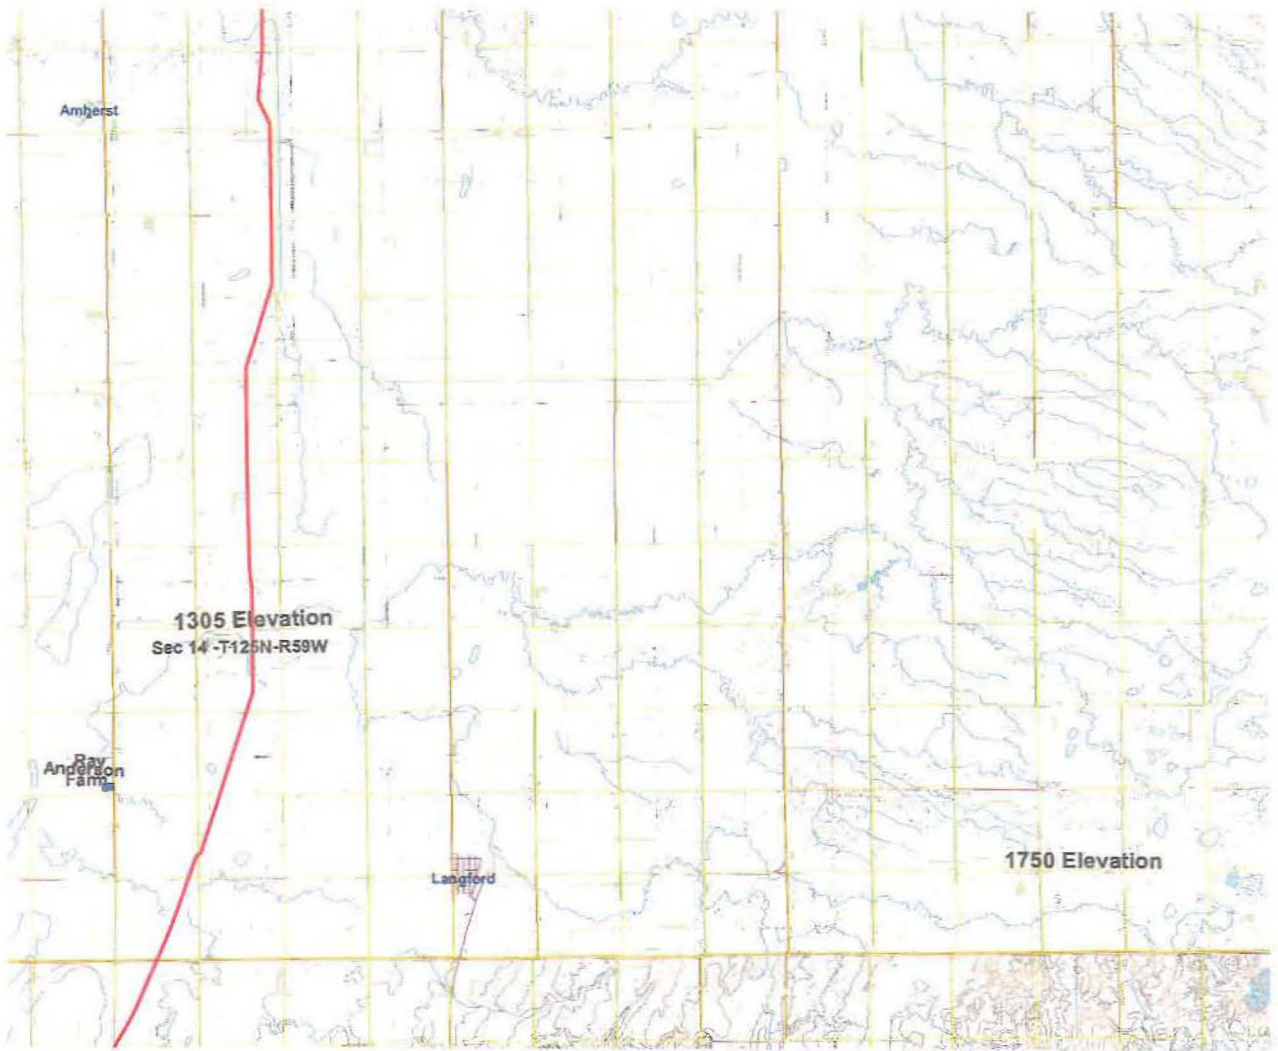 Amherst
1305 Elevation
Sec 14 -T125N-R59W
Ray
Anderson
Farm
Langford
1750 Elevation